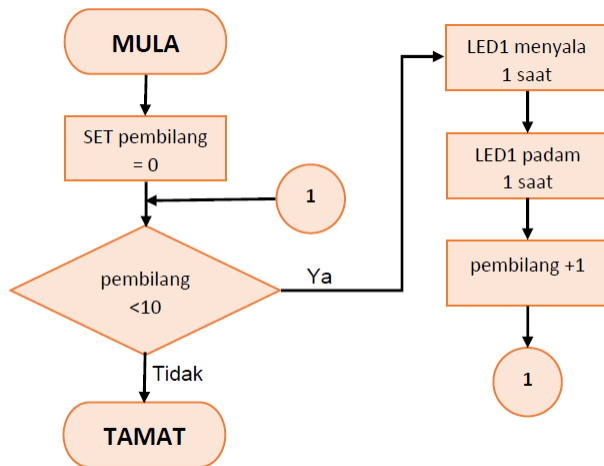 MULA
SET pembilang
= 0
1
pembilang
<10
Ya
Tidak
TAMAT
LED1 menyala
1 saat
LED1 padam
1 saat
pembilang +1
1